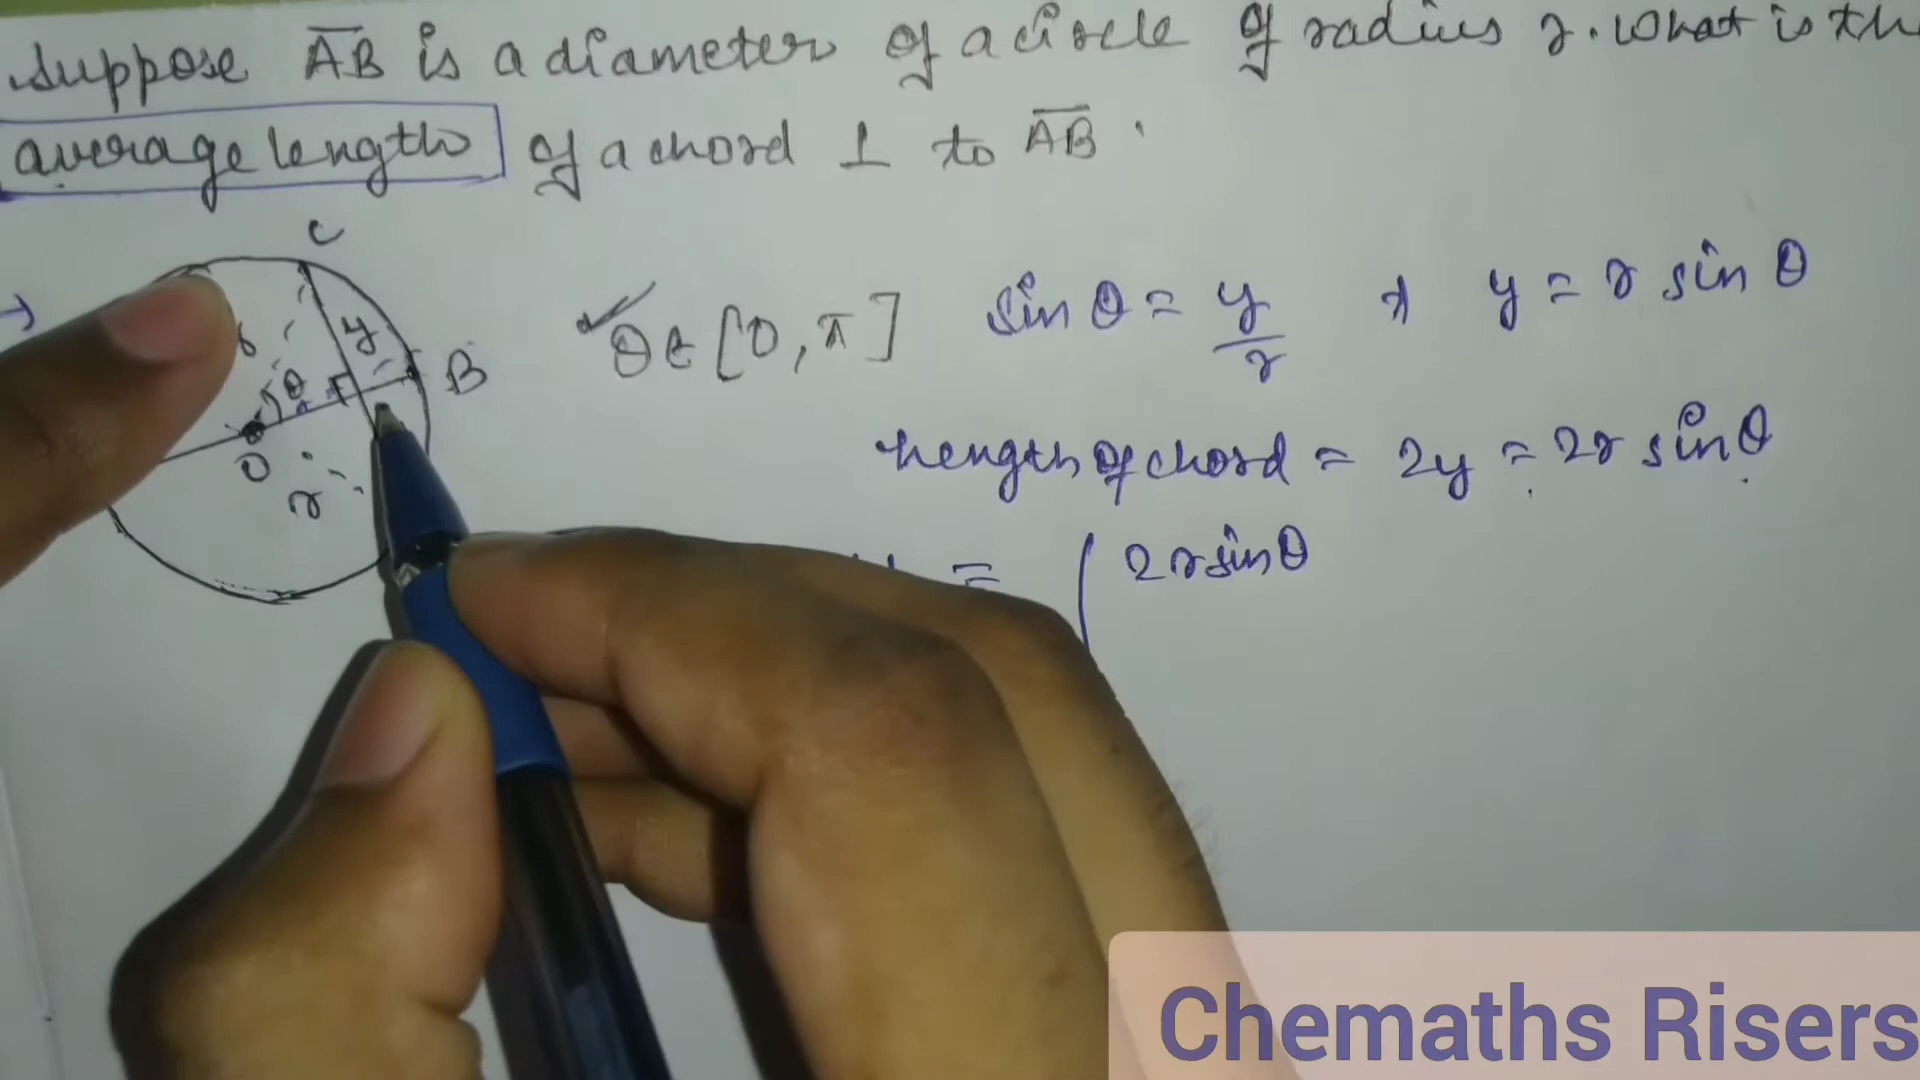 suppose AB is a diameter of a circle of radius r. What is the
average length of a chord ⊥ to AB.
C
y
B
θ
O
r
θ ∈ [0, π]
sin θ = y/r
y = r sin θ
Length of chord = 2y = 2r sin θ
= ∫ 2r sin θ
Chemaths Risers